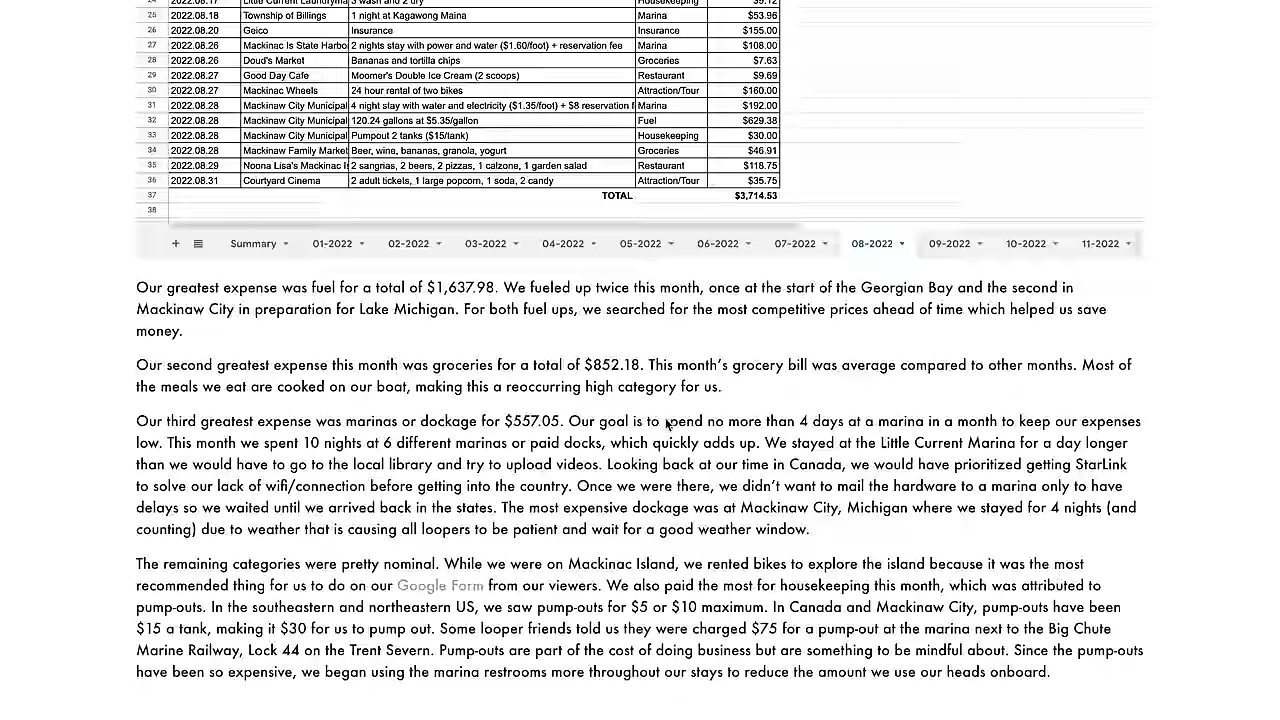 24 2022.08.17 Little Current Laundryma 3 wash and 2 dry Housekeeping $9.12
25 2022.08.18 Township of Billings 1 night at Kagawong Maina Marina $53.96
26 2022.08.20 Geico Insurance Insurance $155.00
27 2022.08.26 Mackinac Is State Harbo 2 nights stay with power and water ($1.60/foot) + reservation fee Marina $108.00
28 2022.08.26 Doud's Market Bananas and tortilla chips Groceries $7.63
29 2022.08.27 Good Day Cafe Moomer's Double Ice Cream (2 scoops) Restaurant $9.69
30 2022.08.27 Mackinac Wheels 24 hour rental of two bikes Attraction/Tour $160.00
31 2022.08.28 Mackinaw City Municipal 4 night stay with water and electricity ($1.35/foot) + $8 reservation f Marina $192.00
32 2022.08.28 Mackinaw City Municipal 120.24 gallons at $5.35/gallon Fuel $629.38
33 2022.08.28 Mackinaw City Municipal Pumpout 2 tanks ($15/tank) Housekeeping $30.00
34 2022.08.28 Mackinaw Family Market Beer, wine, bananas, granola, yogurt Groceries $46.91
35 2022.08.29 Noona Lisa's Mackinac Is 2 sangrias, 2 beers, 2 pizzas, 1 calzone, 1 garden salad Restaurant $118.75
36 2022.08.31 Courtyard Cinema 2 adult tickets, 1 large popcorn, 1 soda, 2 candy Attraction/Tour $35.75
37 TOTAL $3,714.53
38
+ Summary 01-2022 02-2022 03-2022 04-2022 05-2022 06-2022 07-2022 08-2022 09-2022 10-2022 11-2022
Our greatest expense was fuel for a total of $1,637.98. We fueled up twice this month, once at the start of the Georgian Bay and the second in
Mackinaw City in preparation for Lake Michigan. For both fuel ups, we searched for the most competitive prices ahead of time which helped us save
money.
Our second greatest expense this month was groceries for a total of $852.18. This month's grocery bill was average compared to other months. Most of
the meals we eat are cooked on our boat, making this a reoccurring high category for us.
Our third greatest expense was marinas or dockage for $557.05. Our goal is to spend no more than 4 days at a marina in a month to keep our expenses
low. This month we spent 10 nights at 6 different marinas or paid docks, which quickly adds up. We stayed at the Little Current Marina for a day longer
than we would have to go to the local library and try to upload videos. Looking back at our time in Canada, we would have prioritized getting StarLink
to solve our lack of wifi/connection before getting into the country. Once we were there, we didn't want to mail the hardware to a marina only to have
delays so we waited until we arrived back in the states. The most expensive dockage was at Mackinaw City, Michigan where we stayed for 4 nights (and
counting) due to weather that is causing all loopers to be patient and wait for a good weather window.
The remaining categories were pretty nominal. While we were on Mackinac Island, we rented bikes to explore the island because it was the most
recommended thing for us to do on our Google Form from our viewers. We also paid the most for housekeeping this month, which was attributed to
pump-outs. In the southeastern and northeastern US, we saw pump-outs for $5 or $10 maximum. In Canada and Mackinaw City, pump-outs have been
$15 a tank, making it $30 for us to pump out. Some looper friends told us they were charged $75 for a pump-out at the marina next to the Big Chute
Marine Railway, Lock 44 on the Trent Severn. Pump-outs are part of the cost of doing business but are something to be mindful about. Since the pump-outs
have been so expensive, we began using the marina restrooms more throughout our stays to reduce the amount we use our heads onboard.